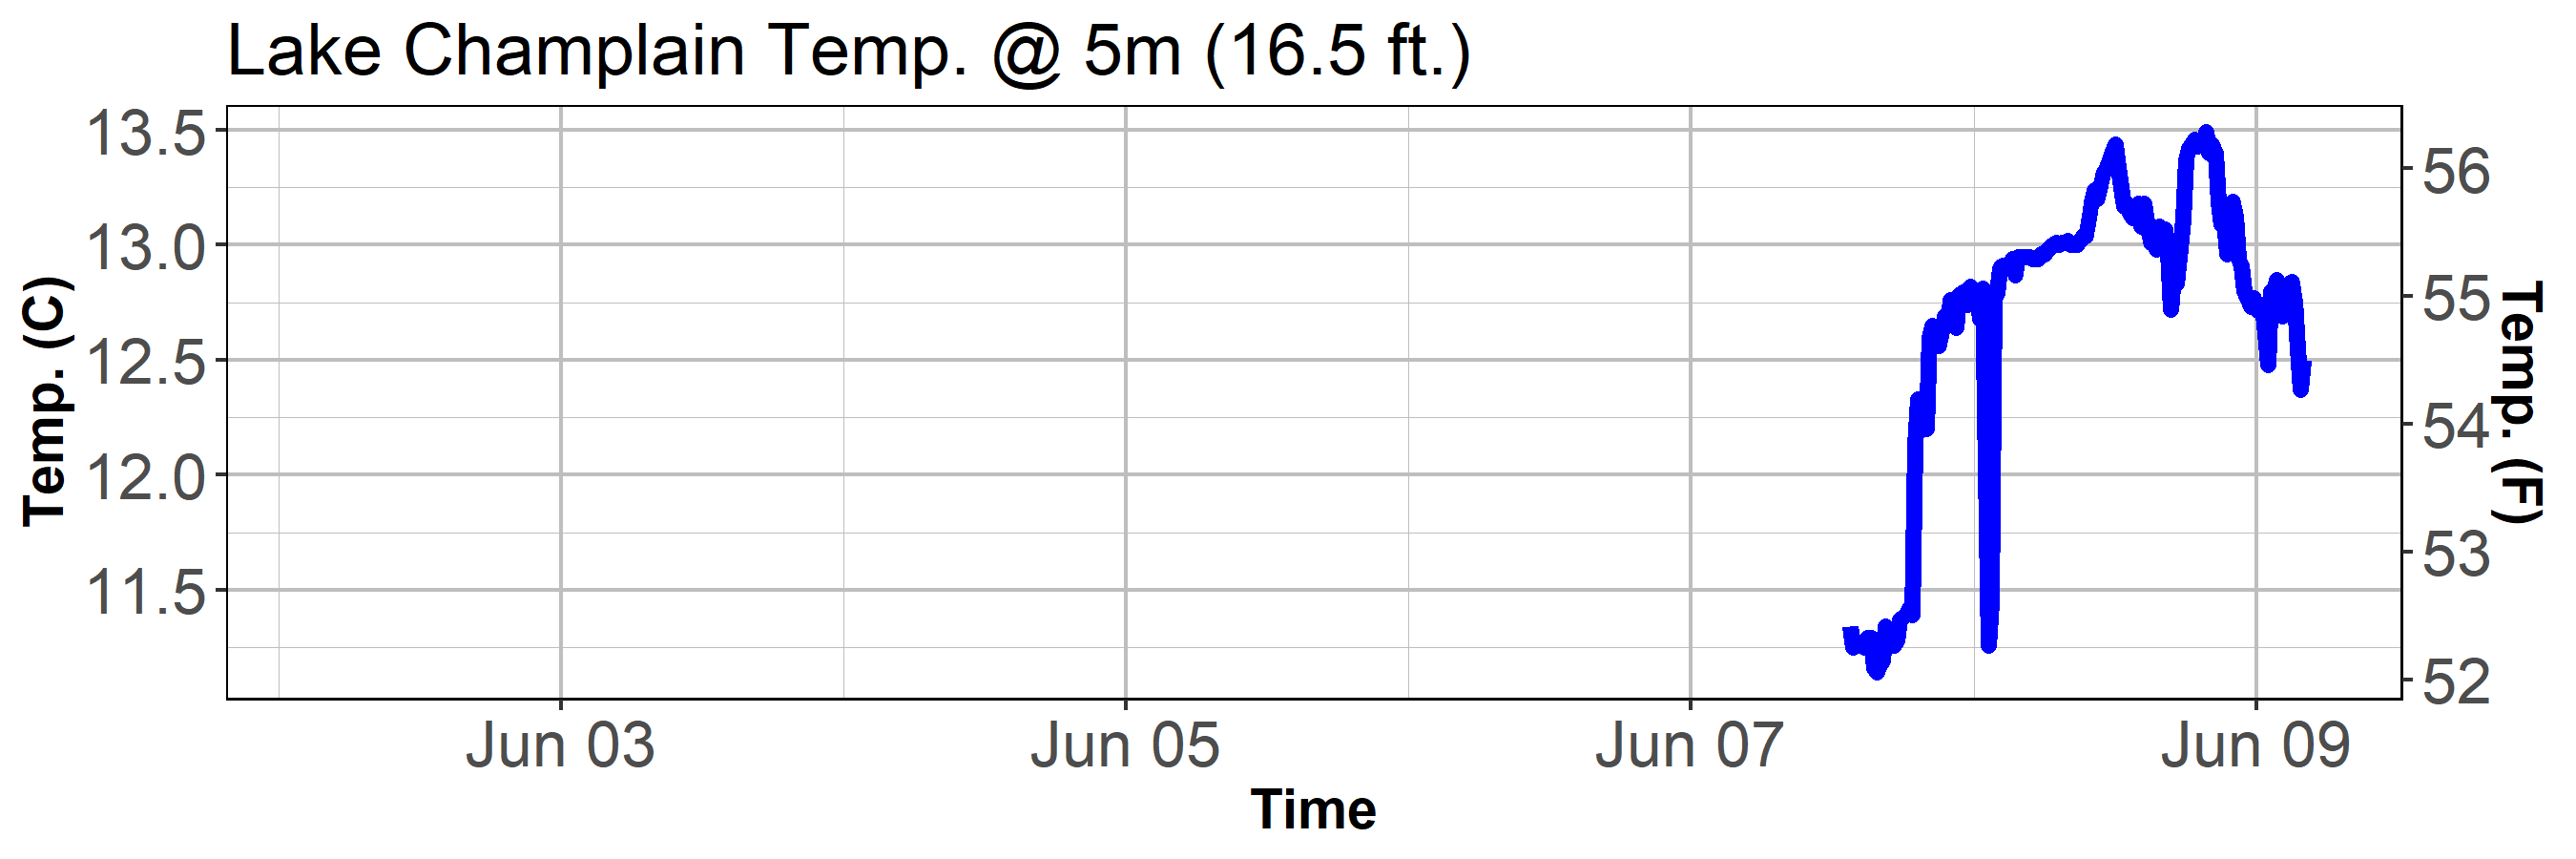 Lake Champlain Temp. @ 5m (16.5 ft.)
Temp. (C)
13.5
13.0
12.5
12.0
11.5
56
55
54
53
52
Temp. (F)
Jun 03
Jun 05
Jun 07
Jun 09
Time